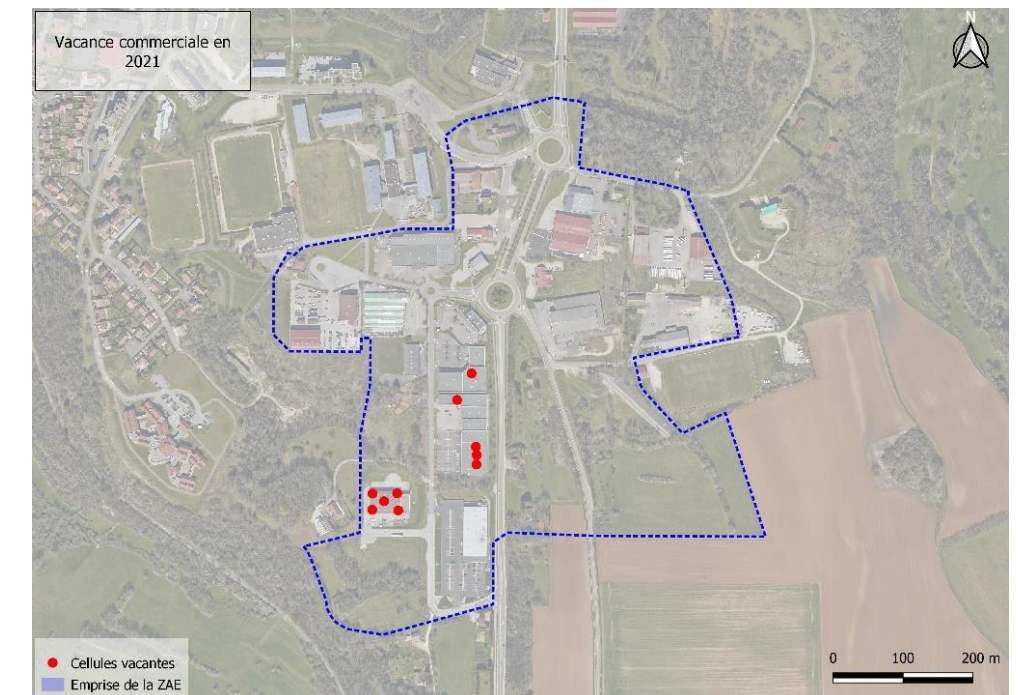 Vacance commerciale en
2021
N
Cellules vacantes
Emprise de la ZAE
0 100 200 m